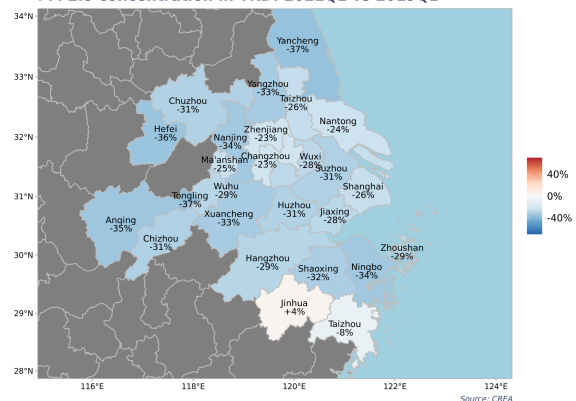 34°N
Yancheng
-37%
33°N
Yangzhou
-33%
Chuzhou
-31%
Taizhou
-26%
Nantong
-24%
Hefei
-36%
Zhenjiang
-23%
32°N
Nanjing
-34%
Ma'anshan
-25%
Changzhou
-23%
Wuxi
-28%
Suzhou
-31%
40%
0%
-40%
Shanghai
-26%
Wuhu
-29%
31°N
Tongling
-37%
Huzhou
-31%
Jiaxing
-28%
Xuancheng
-33%
Anqing
-35%
Chizhou
-31%
Zhoushan
-29%
30°N
Hangzhou
-29%
Shaoxing
-32%
Ningbo
-34%
Jinhua
+4%
29°N
Taizhou
-8%
28°N
116°E 118°E 120°E 122°E 124°E
Source: CREA